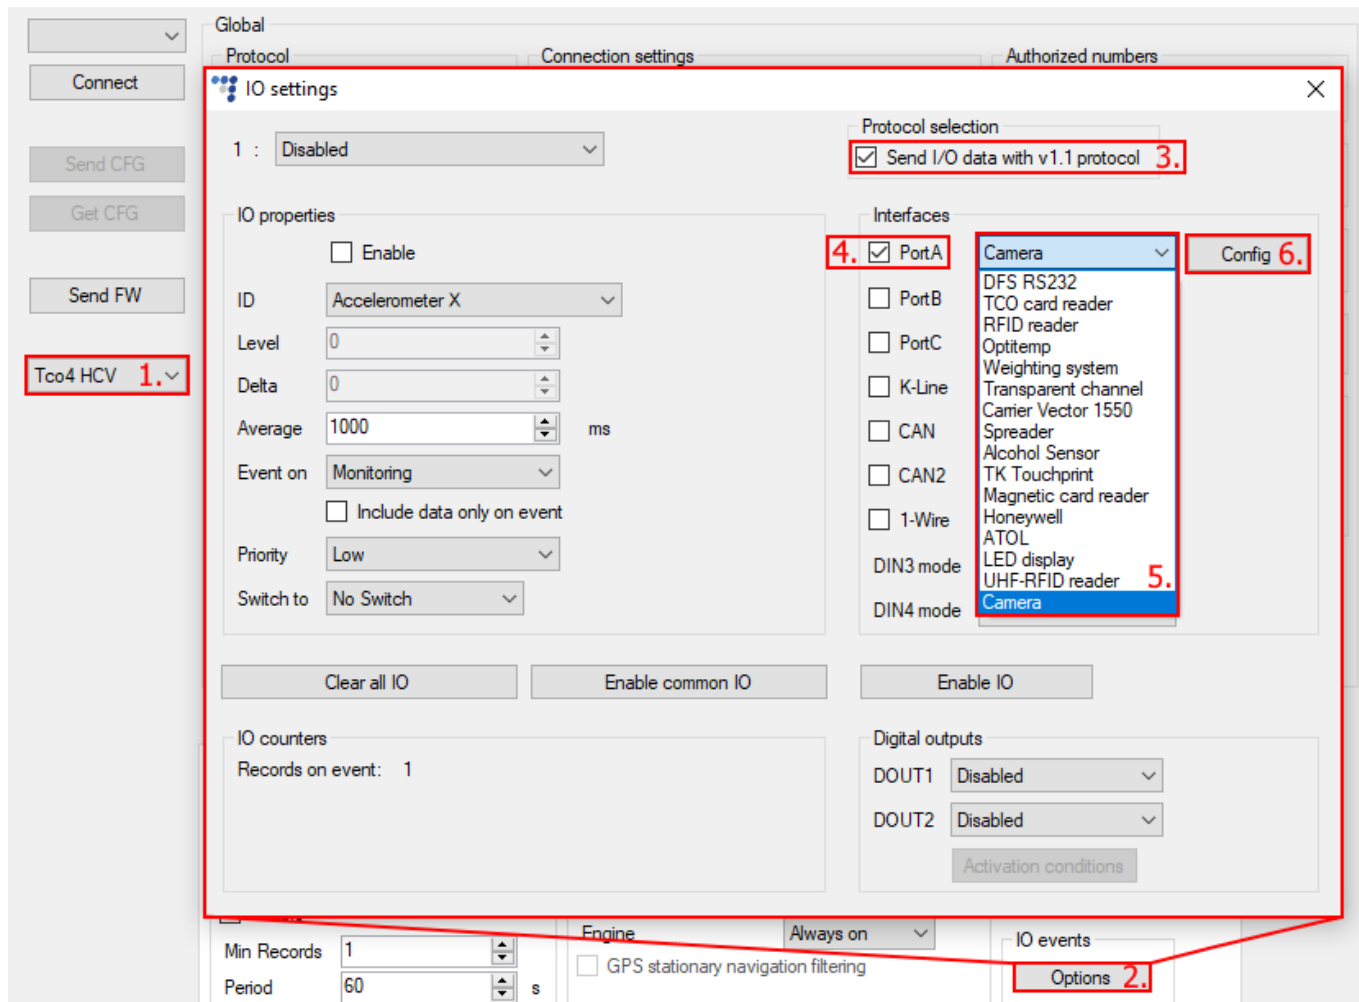 Global
Protocol
Connection settings
Authorized numbers
Connect
Send CFG
Get CFG
Send FW
Tco4 HCV 1.
IO settings
1 : Disabled
Protocol selection
Send I/O data with v1.1 protocol 3.
IO properties
Enable
ID Accelerometer X
Level 0
Delta 0
Average 1000 ms
Event on Monitoring
Include data only on event
Priority Low
Switch to No Switch
Interfaces
4. PortA Camera Config 6.
PortB
PortC
K-Line
CAN
CAN2
1-Wire
DIN3 mode
DIN4 mode
DFS RS232
TCO card reader
RFID reader
Optitemp
Weighting system
Transparent channel
Carrier Vector 1550
Spreader
Alcohol Sensor
TK Touchprint
Magnetic card reader
Honeywell
ATOL
LED display
UHF-RFID reader 5.
Camera
Clear all IO
Enable common IO
Enable IO
IO counters
Records on event: 1
Digital outputs
DOUT1 Disabled
DOUT2 Disabled
Activation conditions
Min Records 1
Period 60 s
Engine Always on
GPS stationary navigation filtering
IO events
Options 2.